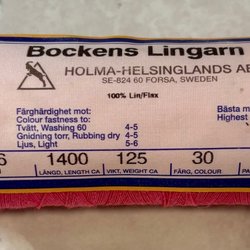 Bockens Lingarn
HOLMA-HELSINGLANDS AB
SE-824 60 FORSA, SWEDEN
100% Lin/Flax
Färghärdighet mot:
Colour fastness to:
Tvätt, Washing 60 4-5
Gnidning torr, Rubbing dry 4-5
Ljus, Light 5-6
Bästa m
Highest
6 1400 125 30
LÄNGD, LENGTH CA VIKT, WEIGHT CA FÄRG, COLOUR PA